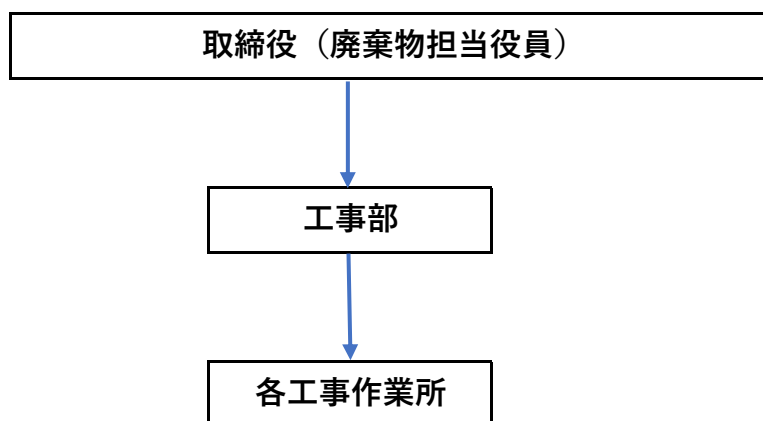 取締役（廃棄物担当役員）
工事部
各工事作業所